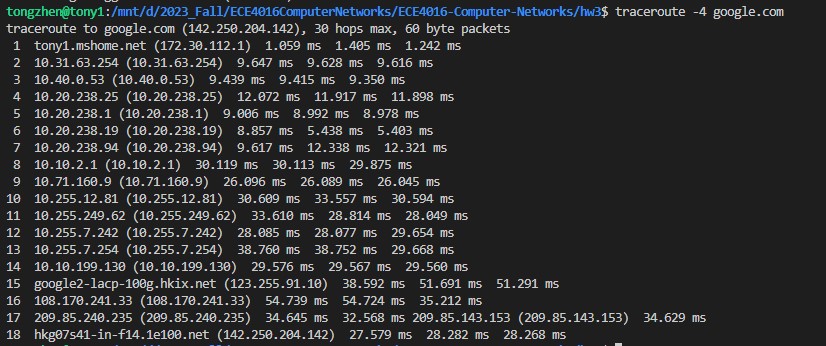 tongzhen@tony1:/mnt/d/2023_Fall/ECE4016ComputerNetworks/ECE4016-Computer-Networks/hw3$ traceroute -4 google.com
traceroute to google.com (142.250.204.142), 30 hops max, 60 byte packets
1 tony1.mshome.net (172.30.112.1) 1.059 ms 1.405 ms 1.242 ms
2 10.31.63.254 (10.31.63.254) 9.647 ms 9.628 ms 9.616 ms
3 10.40.0.53 (10.40.0.53) 9.439 ms 9.415 ms 9.350 ms
4 10.20.238.25 (10.20.238.25) 12.072 ms 11.917 ms 11.898 ms
5 10.20.238.1 (10.20.238.1) 9.006 ms 8.992 ms 8.978 ms
6 10.20.238.19 (10.20.238.19) 8.857 ms 5.438 ms 5.403 ms
7 10.20.238.94 (10.20.238.94) 9.617 ms 12.338 ms 12.321 ms
8 10.10.2.1 (10.10.2.1) 30.119 ms 30.113 ms 29.875 ms
9 10.71.160.9 (10.71.160.9) 26.096 ms 26.089 ms 26.045 ms
10 10.255.12.81 (10.255.12.81) 30.609 ms 33.557 ms 30.594 ms
11 10.255.249.62 (10.255.249.62) 33.610 ms 28.814 ms 28.049 ms
12 10.255.7.242 (10.255.7.242) 28.085 ms 28.077 ms 29.654 ms
13 10.255.7.254 (10.255.7.254) 38.760 ms 38.752 ms 29.668 ms
14 10.10.199.130 (10.10.199.130) 29.576 ms 29.567 ms 29.560 ms
15 google2-lacp-100g.hkix.net (123.255.91.10) 38.592 ms 51.691 ms 51.291 ms
16 108.170.241.33 (108.170.241.33) 54.739 ms 54.724 ms 35.212 ms
17 209.85.240.235 (209.85.240.235) 34.645 ms 32.568 ms 209.85.143.153 (209.85.143.153) 34.629 ms
18 hkg07s41-in-f14.1e100.net (142.250.204.142) 27.579 ms 28.282 ms 28.268 ms